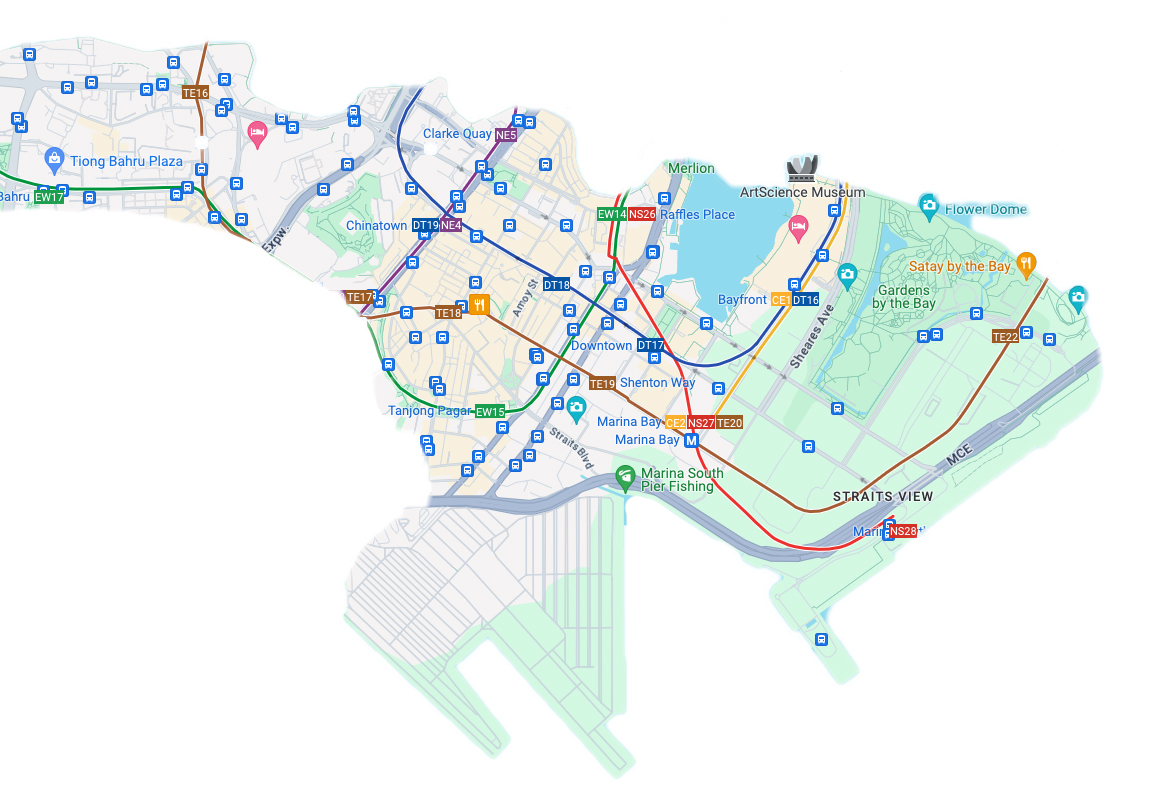 TE16
Clarke Quay NE5
Tiong Bahru Plaza
Merlion
ArtScience Museum
Bahru EW17
Flower Dome
EW14 NS26 Raffles Place
Chinatown DT19 NE4
Expw.
Satay by the Bay
Gardens
by the Bay
DT18
Amoy St
TE17
Bayfront CE1 DT16
TE18
Sheares Ave
TE22
Downtown DT17
TE19 Shenton Way
Tanjong Pagar EW15
Marina Bay CE2 NS27 TE20
Marina Bay M
Straits Blvd
MCE
Marina South
Pier Fishing
STRAITS VIEW
NS28